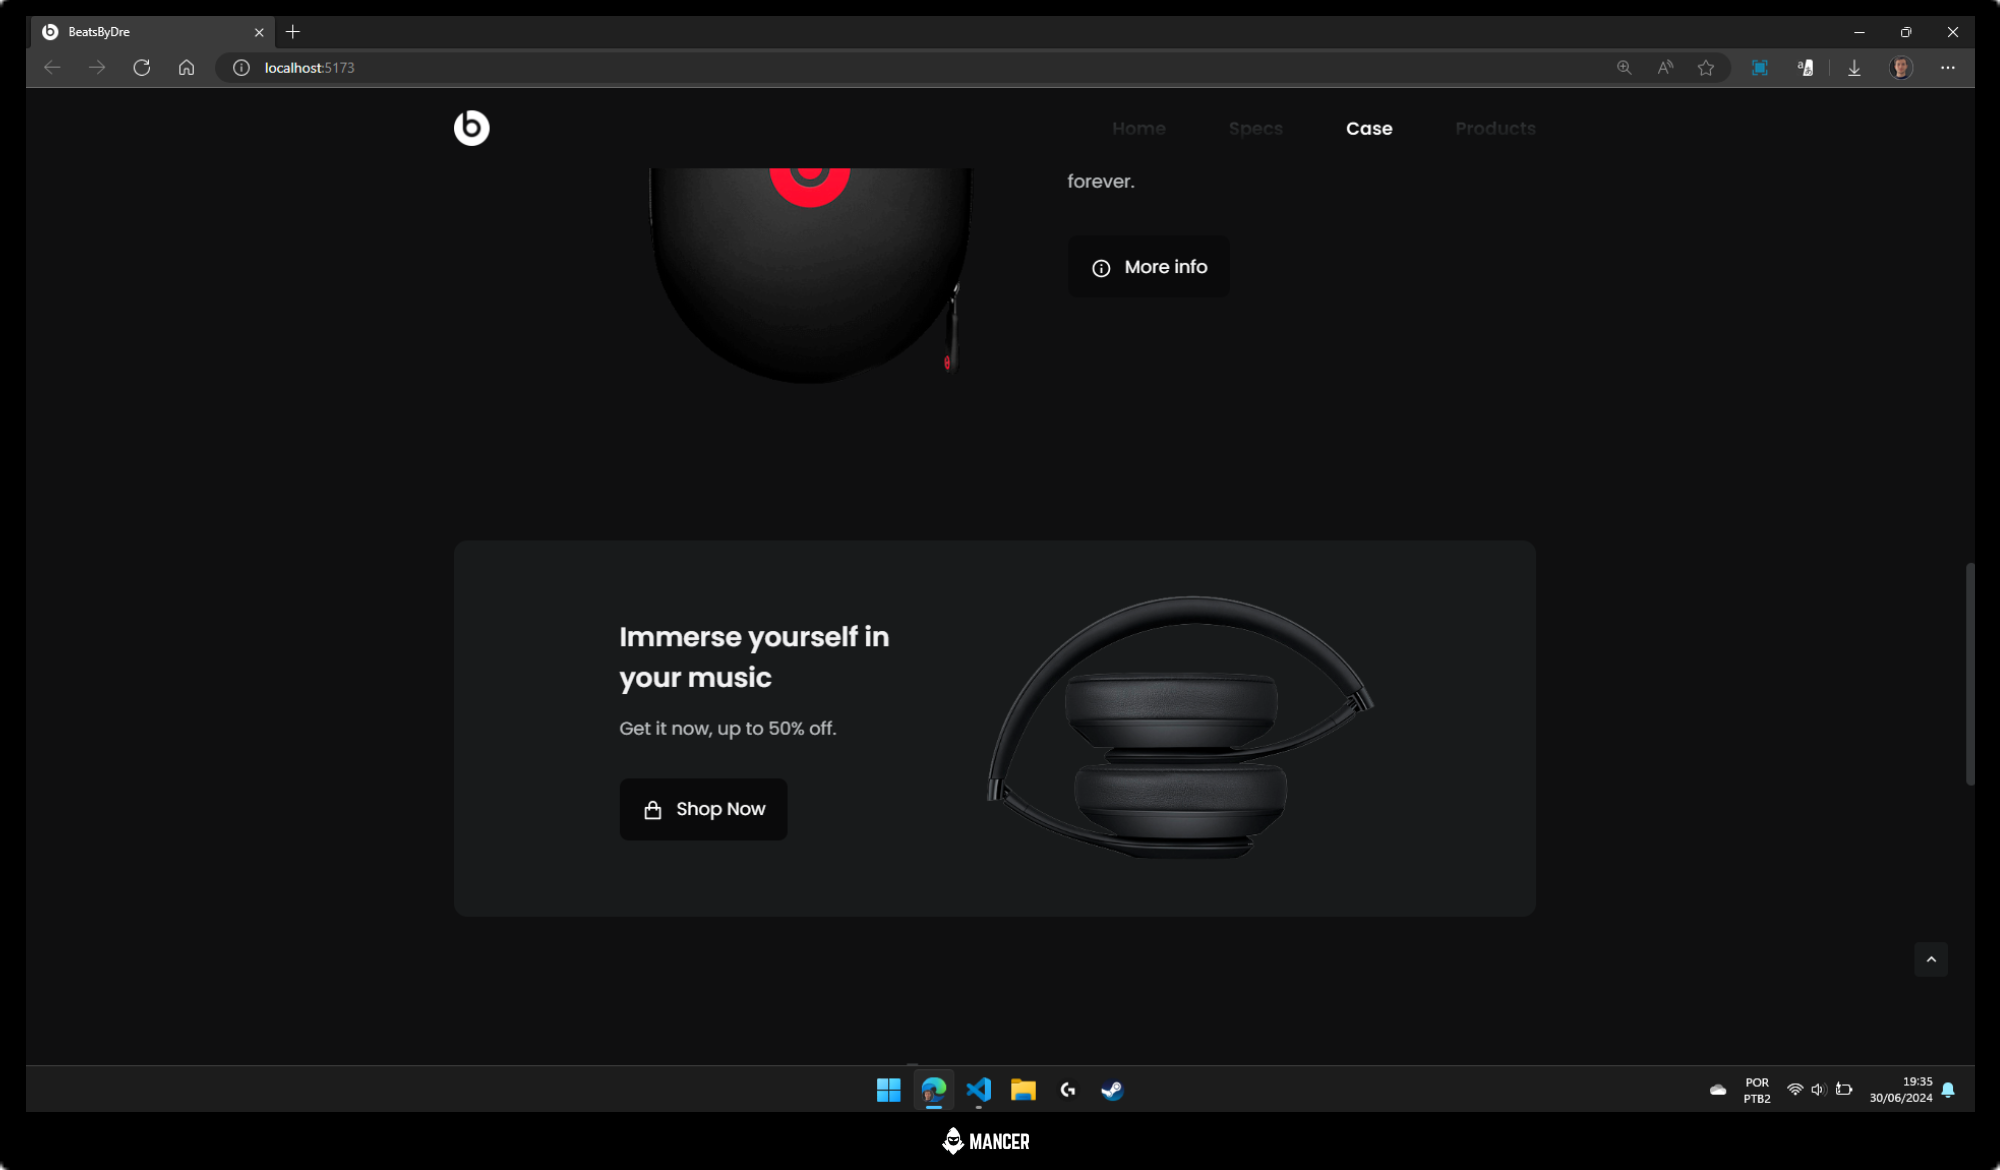 BeatsByDre
localhost:5173
Home Specs Case Products
forever.
More info
Immerse yourself in
your music
Get it now, up to 50% off.
Shop Now
POR
PTB2
19:35
30/06/2024
MANCER